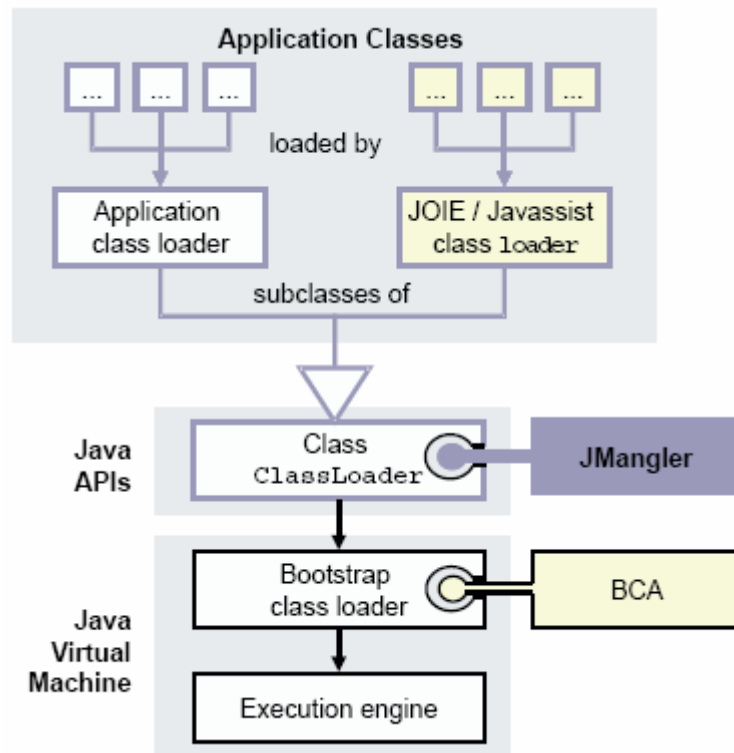 Application Classes
... ... ... ... ... ...
loaded by
Application
class loader
JOIE / Javassist
class loader
subclasses of
Java
APIs
Class
ClassLoader
JMangler
Java
Virtual
Machine
Bootstrap
class loader
BCA
Execution engine